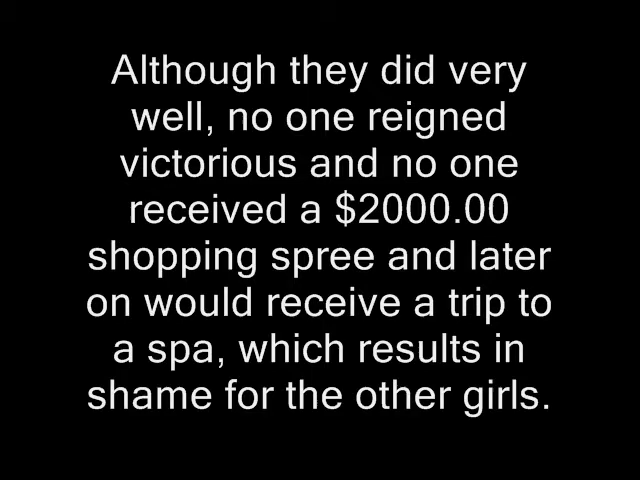 Although they did very
well, no one reigned
victorious and no one
received a $2000.00
shopping spree and later
on would receive a trip to
a spa, which results in
shame for the other girls.